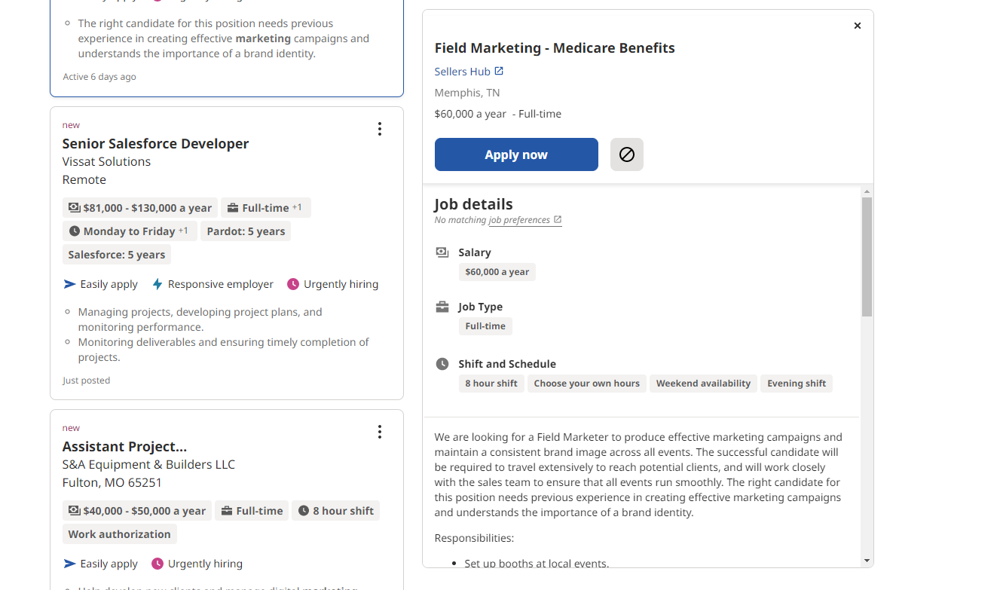 The right candidate for this position needs previous
experience in creating effective marketing campaigns and
understands the importance of a brand identity.
Active 6 days ago
new
Senior Salesforce Developer
Vissat Solutions
Remote
$81,000 - $130,000 a year
Full-time +1
Monday to Friday +1
Pardot: 5 years
Salesforce: 5 years
Easily apply
Responsive employer
Urgently hiring
Managing projects, developing project plans, and
monitoring performance.
Monitoring deliverables and ensuring timely completion of
projects.
Just posted
new
Assistant Project...
S&A Equipment & Builders LLC
Fulton, MO 65251
$40,000 - $50,000 a year
Full-time
8 hour shift
Work authorization
Easily apply
Urgently hiring
Help develop new clients and manage digital marketing
Field Marketing - Medicare Benefits
Sellers Hub
Memphis, TN
$60,000 a year - Full-time
Apply now
Job details
No matching job preferences
Salary
$60,000 a year
Job Type
Full-time
Shift and Schedule
8 hour shift
Choose your own hours
Weekend availability
Evening shift
We are looking for a Field Marketer to produce effective marketing campaigns and
maintain a consistent brand image across all events. The successful candidate will
be required to travel extensively to reach potential clients, and will work closely
with the sales team to ensure that all events run smoothly. The right candidate for
this position needs previous experience in creating effective marketing campaigns
and understands the importance of a brand identity.
Responsibilities:
Set up booths at local events.